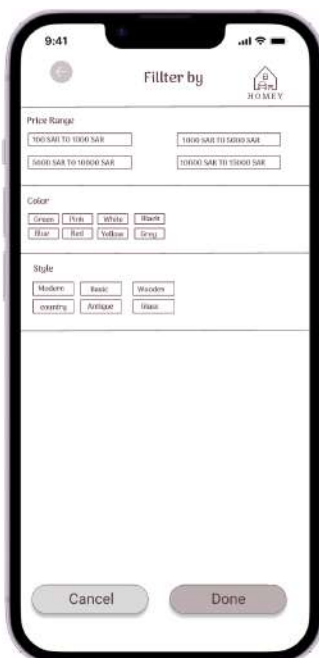 9:41
Fillter by
HOMEY
Price Range
100 SAR TO 1000 SAR
1000 SAR TO 5000 SAR
5000 SAR TO 10000 SAR
10000 SAR TO 15000 SAR
Color
Green Pink White Black
Blue Red Yellow Grey
Style
Modern Basic Wooden
country Antique Glass
Cancel Done